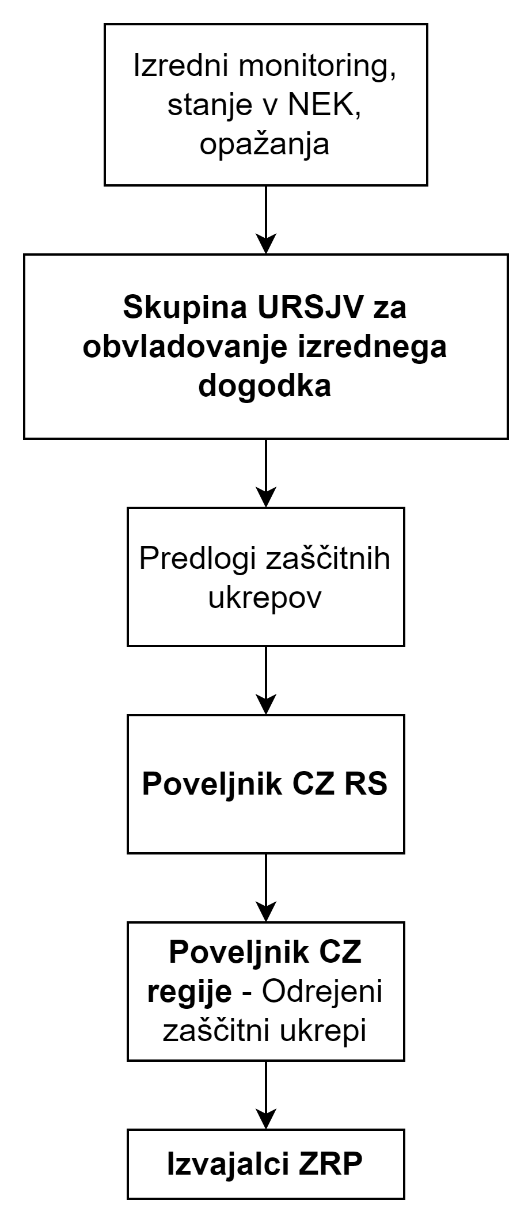 Izredni monitoring,
stanje v NEK,
opažanja
Skupina URSJV za
obvladovanje izrednega
dogodka
Predlogi zaščitnih
ukrepov
Poveljnik CZ RS
Poveljnik CZ
regije - Odrejeni
zaščitni ukrepi
Izvajalci ZRP